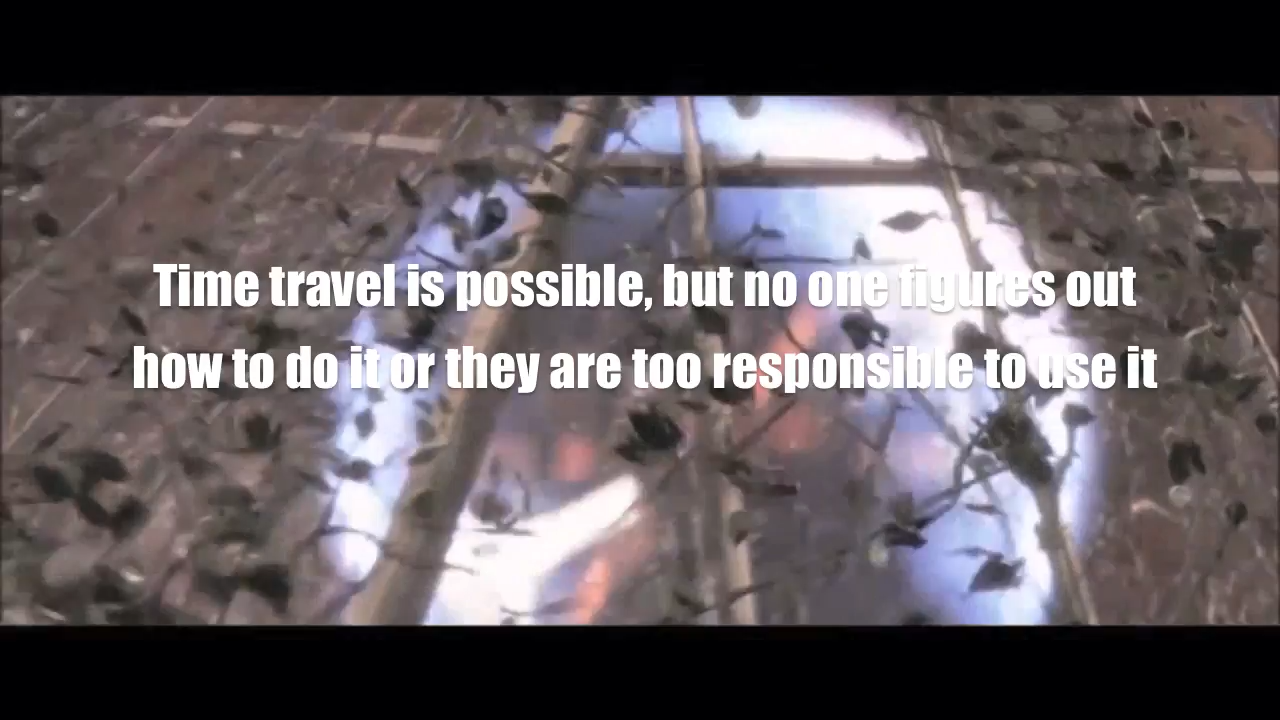 Time travel is possible, but no one figures out
how to do it or they are too responsible to use it